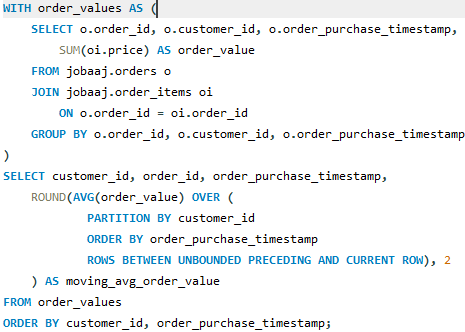 WITH order_values AS (
    SELECT o.order_id, o.customer_id, o.order_purchase_timestamp,
        SUM(oi.price) AS order_value
    FROM jobaaj.orders o
    JOIN jobaaj.order_items oi
        ON o.order_id = oi.order_id
    GROUP BY o.order_id, o.customer_id, o.order_purchase_timestamp
)
SELECT customer_id, order_id, order_purchase_timestamp,
    ROUND(AVG(order_value) OVER (
            PARTITION BY customer_id
            ORDER BY order_purchase_timestamp
            ROWS BETWEEN UNBOUNDED PRECEDING AND CURRENT ROW), 2
    ) AS moving_avg_order_value
FROM order_values
ORDER BY customer_id, order_purchase_timestamp;